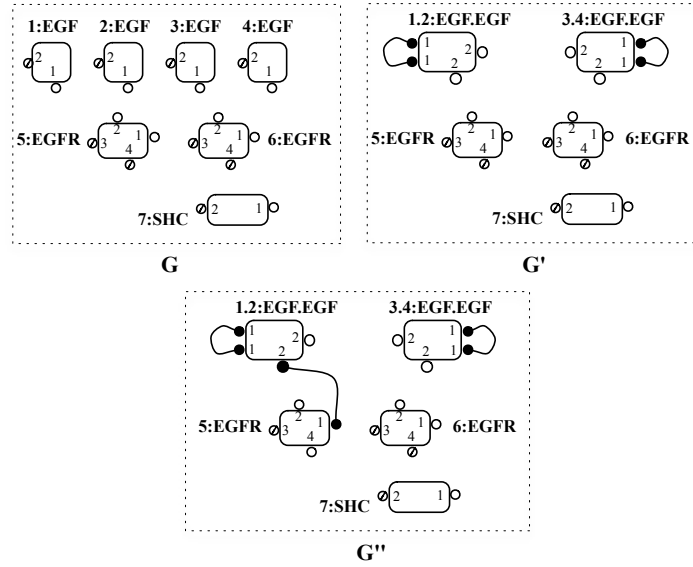 1:EGF 2:EGF 3:EGF 4:EGF
2 2 2 2
1 1 1 1
5:EGFR 2 3 1 4 2 3 1 4 6:EGFR
7:SHC 2 1
G
1.2:EGF.EGF 3.4:EGF.EGF
1 1 2 2 2 1 1 2
5:EGFR 2 3 1 4 2 3 1 4 6:EGFR
7:SHC 2 1
G'
1.2:EGF.EGF 3.4:EGF.EGF
1 1 2 2 2 1 1 2
5:EGFR 2 3 1 4 2 3 1 4 6:EGFR
7:SHC 2 1
G''